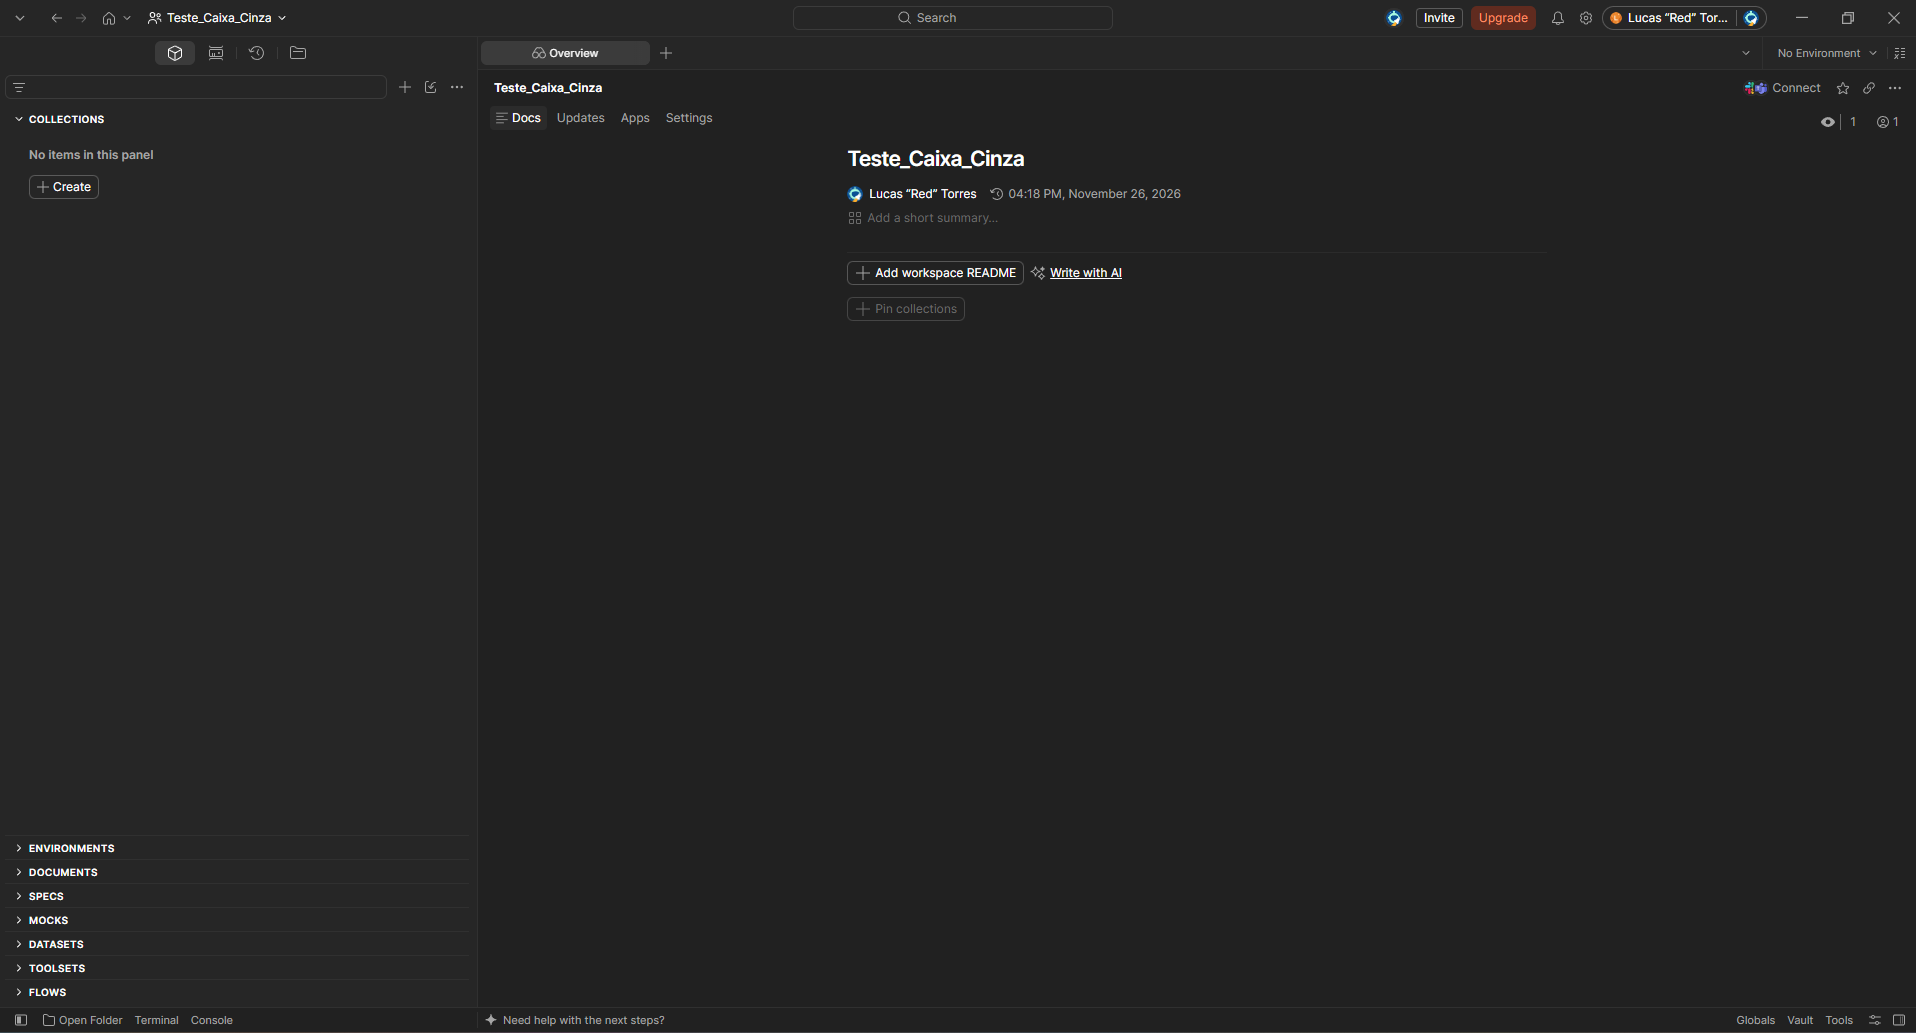 Teste_Caixa_Cinza
Search
Invite
Upgrade
Lucas “Red” Tor...
Overview
No Environment
COLLECTIONS
No items in this panel
Create
Teste_Caixa_Cinza
Connect
Docs
Updates
Apps
Settings
1
1
Teste_Caixa_Cinza
Lucas “Red” Torres
04:18 PM, November 26, 2026
Add a short summary...
Add workspace README
Write with AI
Pin collections
ENVIRONMENTS
DOCUMENTS
SPECS
MOCKS
DATASETS
TOOLSETS
FLOWS
Open Folder
Terminal
Console
Need help with the next steps?
Globals
Vault
Tools